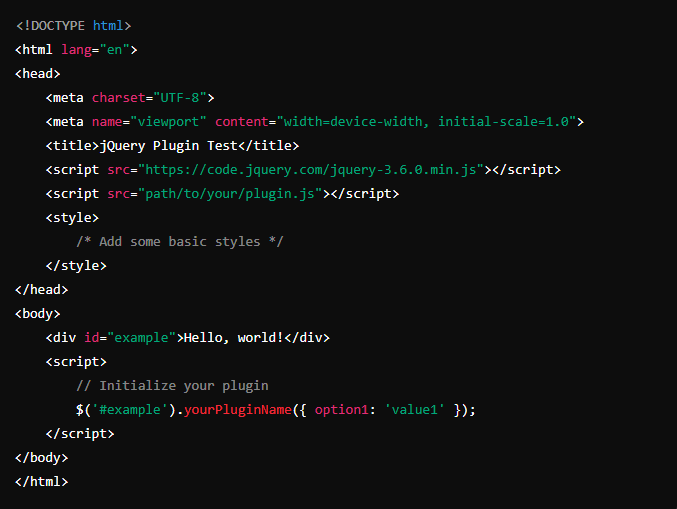 <!DOCTYPE html>
<html lang="en">
<head>
    <meta charset="UTF-8">
    <meta name="viewport" content="width=device-width, initial-scale=1.0">
    <title>jQuery Plugin Test</title>
    <script src="https://code.jquery.com/jquery-3.6.0.min.js"></script>
    <script src="path/to/your/plugin.js"></script>
    <style>
        /* Add some basic styles */
    </style>
</head>
<body>
    <div id="example">Hello, world!</div>
    <script>
        // Initialize your plugin
        $('#example').yourPluginName({ option1: 'value1' });
    </script>
</body>
</html>